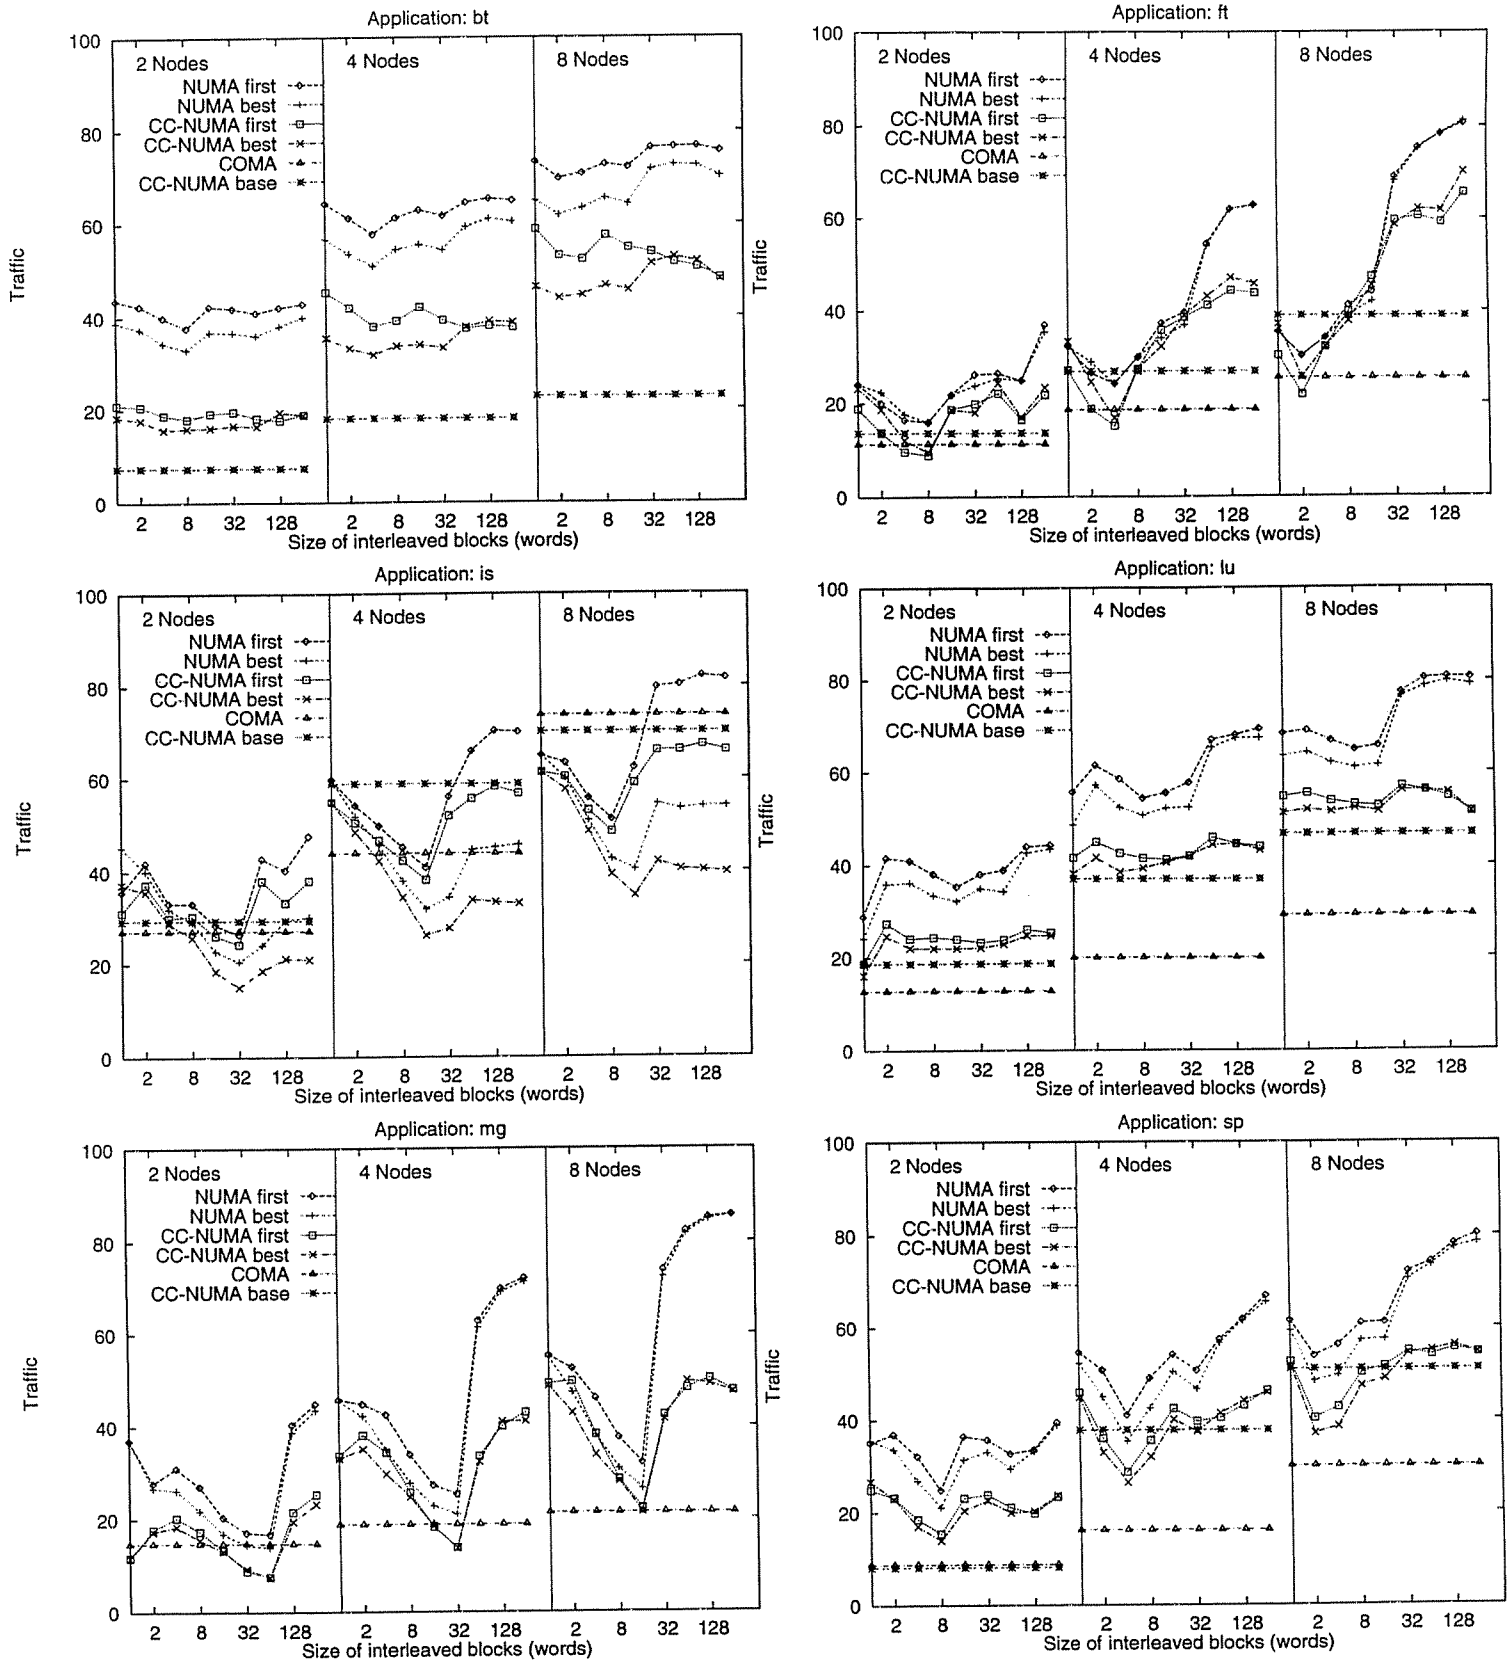 Application: bt
100
80
60
40
20
0
Traffic
2 Nodes
4 Nodes
8 Nodes
NUMA first
NUMA best
CC-NUMA first
CC-NUMA best
COMA
CC-NUMA base
2 8 32 128 2 8 32 128 2 8 32 128
Size of interleaved blocks (words)
Application: ft
100
80
60
40
20
0
Traffic
2 Nodes
4 Nodes
8 Nodes
NUMA first
NUMA best
CC-NUMA first
CC-NUMA best
COMA
CC-NUMA base
2 8 32 128 2 8 32 128 2 8 32 128
Size of interleaved blocks (words)
Application: is
100
80
60
40
20
0
Traffic
2 Nodes
4 Nodes
8 Nodes
NUMA first
NUMA best
CC-NUMA first
CC-NUMA best
COMA
CC-NUMA base
2 8 32 128 2 8 32 128 2 8 32 128
Size of interleaved blocks (words)
Application: lu
100
80
60
40
20
0
Traffic
2 Nodes
4 Nodes
8 Nodes
NUMA first
NUMA best
CC-NUMA first
CC-NUMA best
COMA
CC-NUMA base
2 8 32 128 2 8 32 128 2 8 32 128
Size of interleaved blocks (words)
Application: mg
100
80
60
40
20
0
Traffic
2 Nodes
4 Nodes
8 Nodes
NUMA first
NUMA best
CC-NUMA first
CC-NUMA best
COMA
CC-NUMA base
2 8 32 128 2 8 32 128 2 8 32 128
Size of interleaved blocks (words)
Application: sp
100
80
60
40
20
0
Traffic
2 Nodes
4 Nodes
8 Nodes
NUMA first
NUMA best
CC-NUMA first
CC-NUMA best
COMA
CC-NUMA base
2 8 32 128 2 8 32 128 2 8 32 128
Size of interleaved blocks (words)